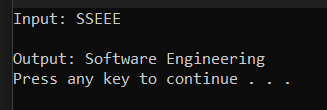 Input: SSEEE
Output: Software Engineering
Press any key to continue . . .